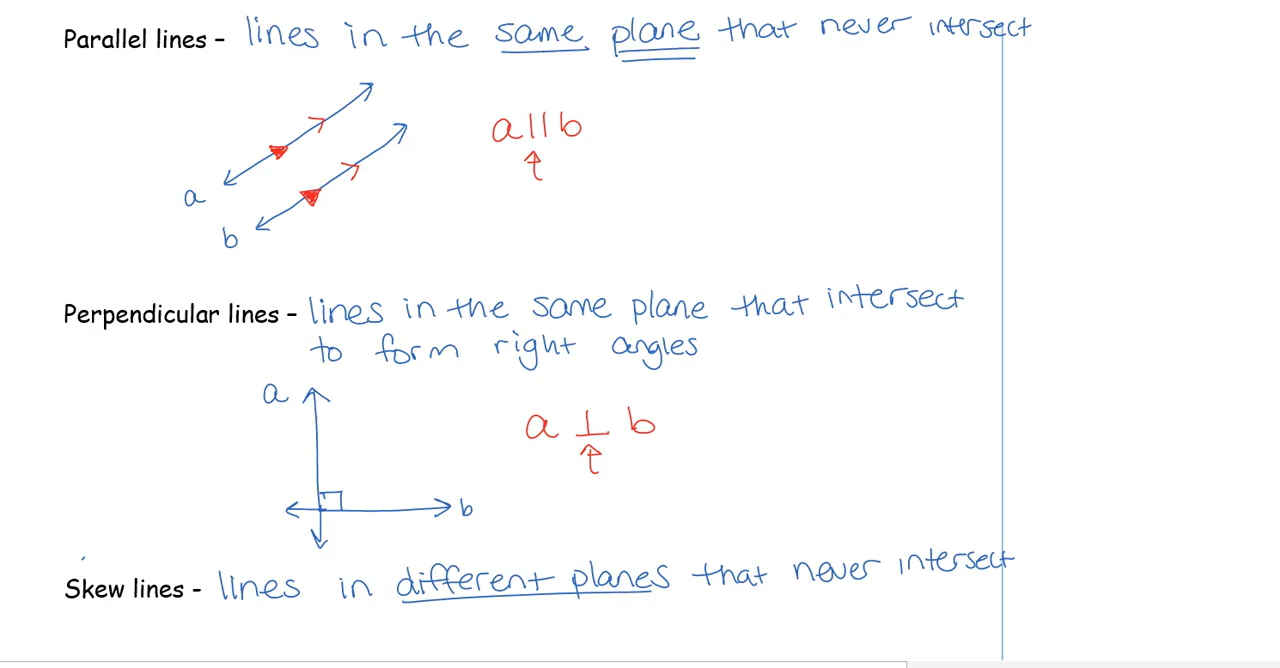 Parallel lines - lines in the same plane that never intersect
a || b
a
b
Perpendicular lines - lines in the same plane that intersect
to form right angles
a
a ⊥ b
b
Skew lines - lines in different planes that never intersect